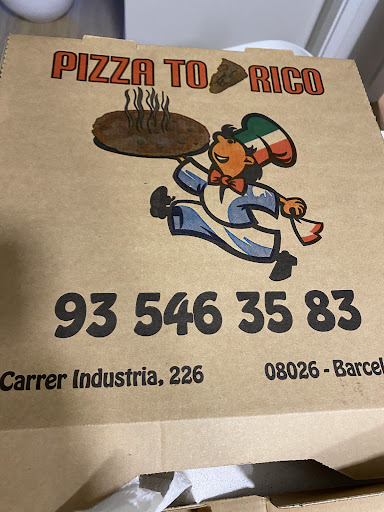 PIZZA TO RICO
93 546 35 83
Carrer Industria, 226 08026 - Barcel